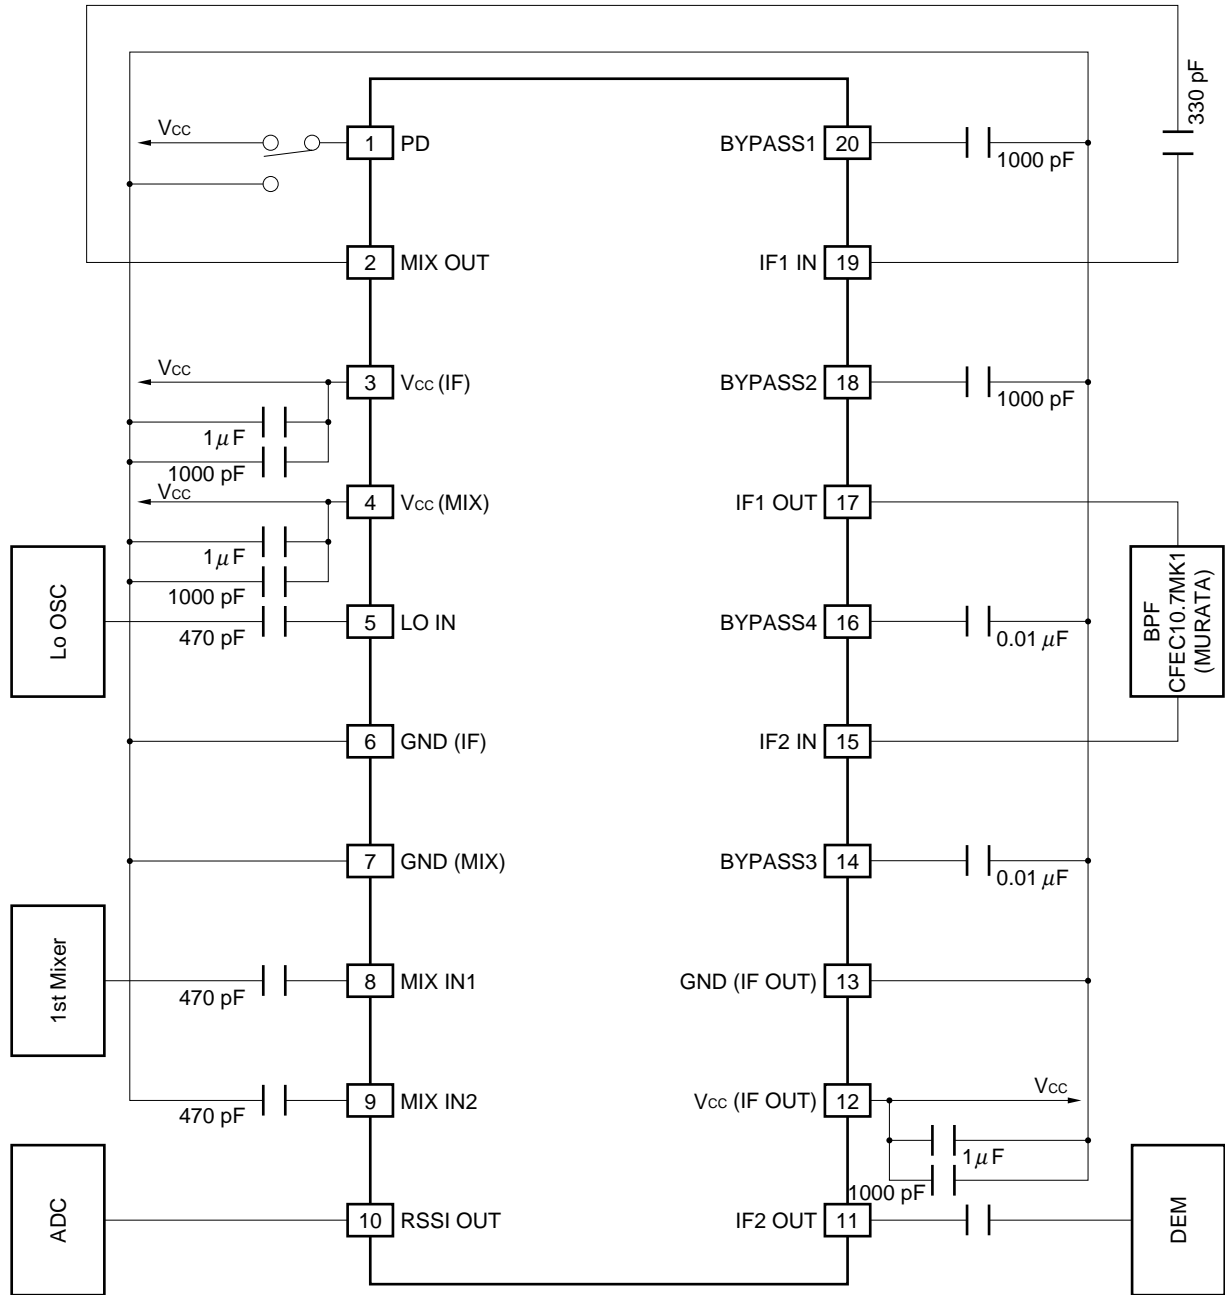 330 pF
Vcc
1 PD
BYPASS1 20
1000 pF
2 MIX OUT
IF1 IN 19
Vcc
3 Vcc (IF)
BYPASS2 18
1000 pF
1 μF
1000 pF
Vcc
4 Vcc (MIX)
IF1 OUT 17
1 μF
1000 pF
Lo OSC
470 pF
5 LO IN
BYPASS4 16
0.01 μF
BPF
CFEC10.7MK1
(MURATA)
6 GND (IF)
IF2 IN 15
7 GND (MIX)
BYPASS3 14
0.01 μF
1st Mixer
470 pF
8 MIX IN1
GND (IF OUT) 13
470 pF
9 MIX IN2
Vcc (IF OUT) 12
Vcc
1 μF
1000 pF
ADC
10 RSSI OUT
IF2 OUT 11
DEM